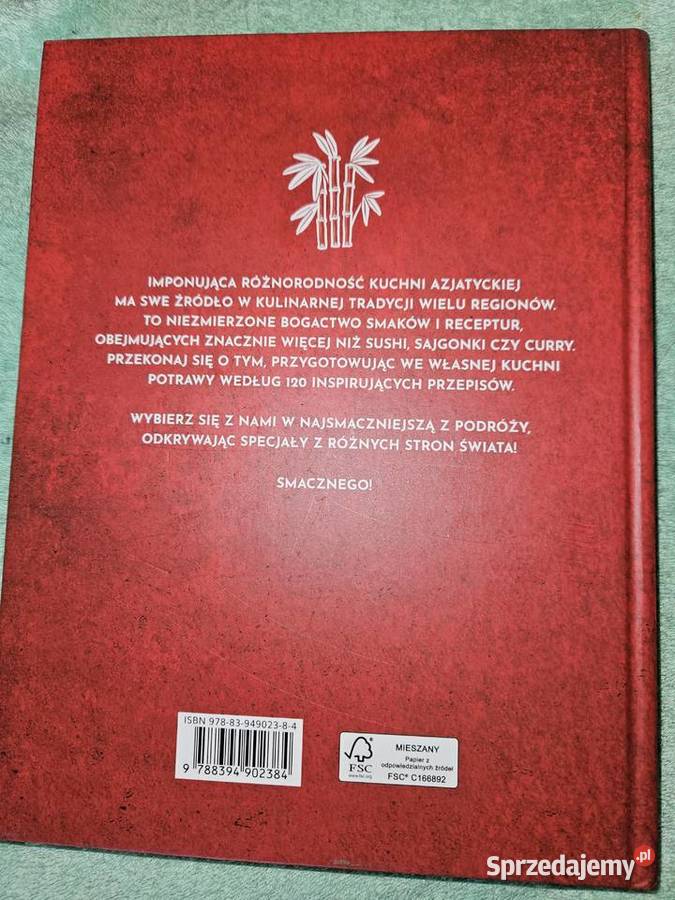 IMPONUJĄCA RÓŻNORODNOŚĆ KUCHNI AZJATYCKIEJ
MA SWE ŹRÓDŁO W KULINARNEJ TRADYCJI WIELU REGIONÓW.
TO NIEZMIERZONE BOGACTWO SMAKÓW I RECEPTUR,
OBEJMUJĄCYCH ZNACZNIE WIĘCEJ NIŻ SUSHI, SAJGONKI CZY CURRY.
PRZEKONAJ SIĘ O TYM, PRZYGOTOWUJĄC WE WŁASNEJ KUCHNI
POTRAWY WEDŁUG 120 INSPIRUJĄCYCH PRZEPISÓW.
WYBIERZ SIĘ Z NAMI W NAJSMACZNIEJSZĄ Z PODRÓŻY,
ODKRYWAJĄC SPECJAŁY Z RÓŻNYCH STRON ŚWIATA!
SMACZNEGO!
ISBN 978-83-949023-8-4
9 788394 902384
FSC
www.fsc.org
MIESZANY
Papier z
odpowiedzialnych źródeł
FSC® C166892
Sprzedajemy.pl